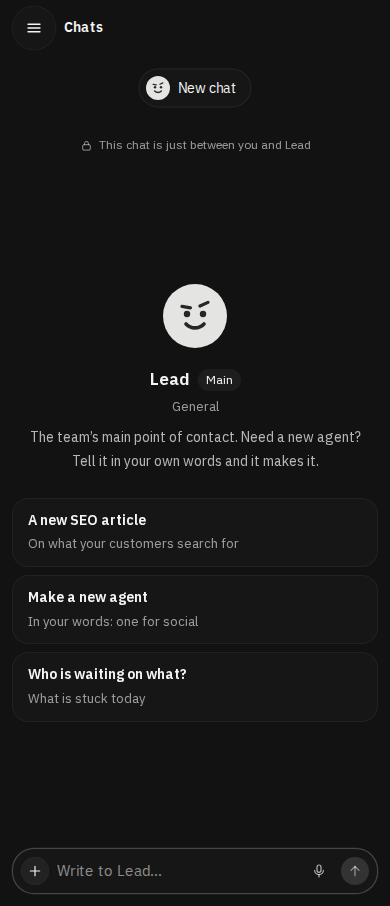 Chats
New chat
This chat is just between you and Lead
Lead Main
General
The team's main point of contact. Need a new agent?
Tell it in your own words and it makes it.
A new SEO article
On what your customers search for
Make a new agent
In your words: one for social
Who is waiting on what?
What is stuck today
Write to Lead...